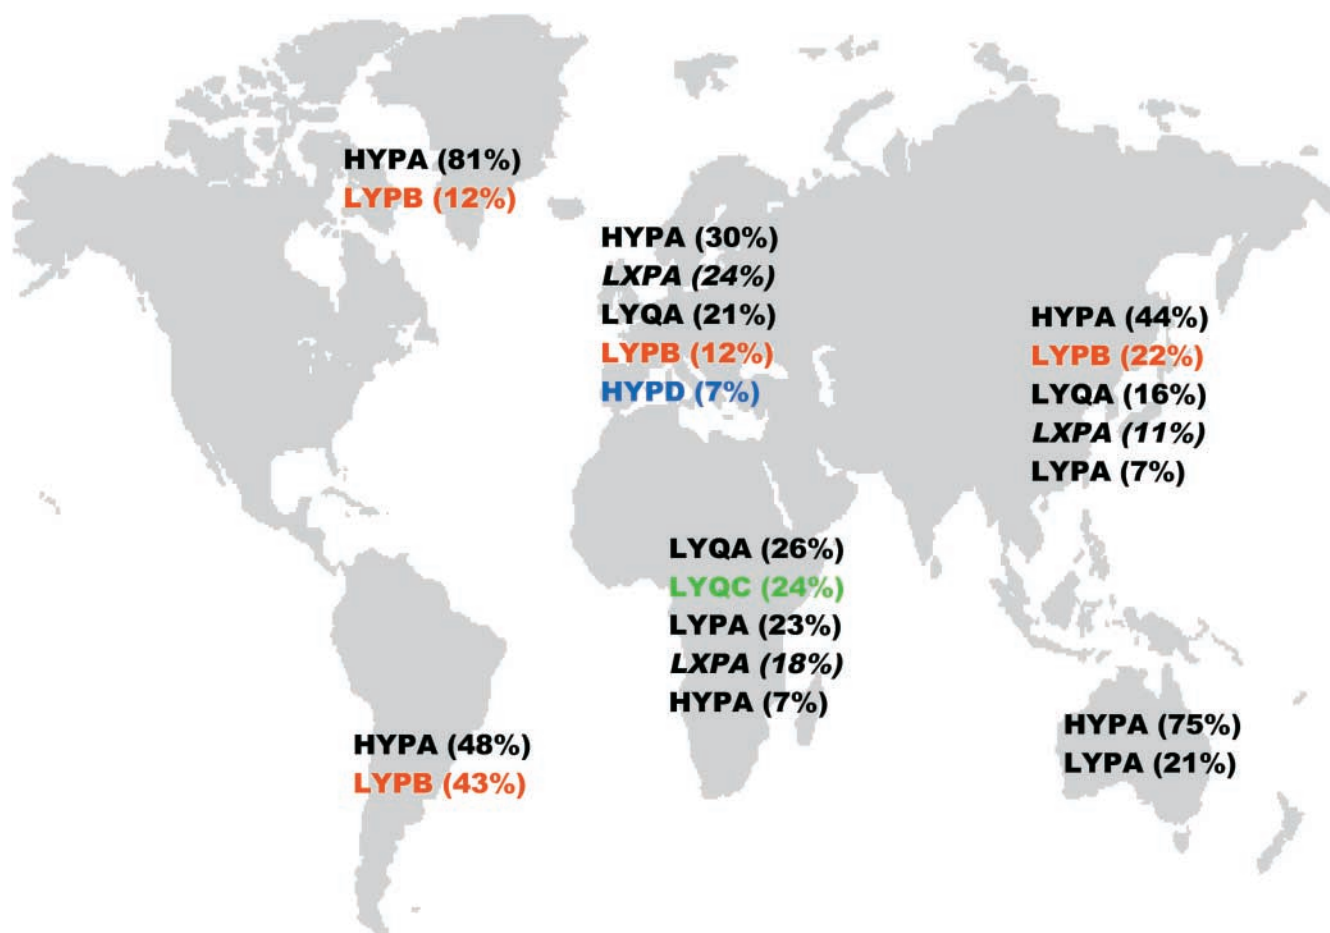 HYPA (81%)
LYPB (12%)
HYPA (30%)
LXPA (24%)
LYQA (21%)
LYPB (12%)
HYPD (7%)
HYPA (44%)
LYPB (22%)
LYQA (16%)
LXPA (11%)
LYPA (7%)
LYQA (26%)
LYQC (24%)
LYPA (23%)
LXPA (18%)
HYPA (7%)
HYPA (48%)
LYPB (43%)
HYPA (75%)
LYPA (21%)